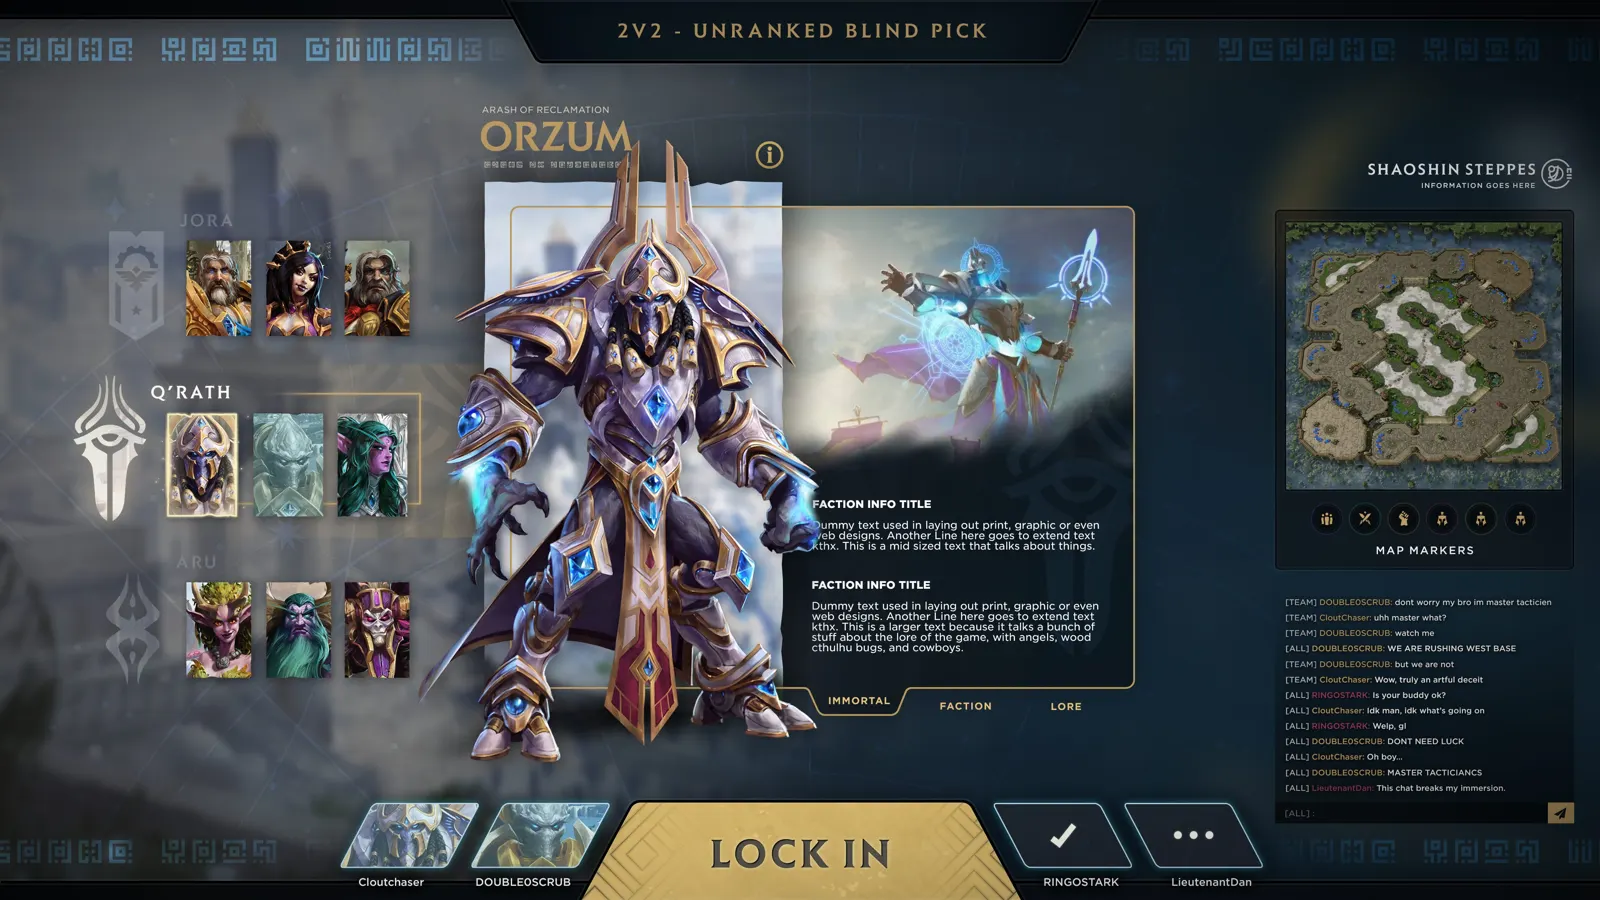 2V2 - UNRANKED BLIND PICK
ARASH OF RECLAMATION
ORZUM
JORA
Q'RATH
ARU
FACTION INFO TITLE
Dummy text used in laying out print, graphic or even
web designs. Another Line here goes to extend text
kthx. This is a mid sized text that talks about things.
FACTION INFO TITLE
Dummy text used in laying out print, graphic or even
web designs. Another Line here goes to extend text
kthx. This is a larger text because it talks a bunch of
stuff about the lore of the game, with angels, wood
cthulhu bugs, and cowboys.
IMMORTAL
FACTION
LORE
SHAOSHIN STEPPES
INFORMATION GOES HERE
MAP MARKERS
[TEAM] DOUBLE0SCRUB: dont worry my bro im master tacticien
[TEAM] CloutChaser: uhh master what?
[TEAM] DOUBLE0SCRUB: watch me
[ALL] DOUBLE0SCRUB: WE ARE RUSHING WEST BASE
[TEAM] DOUBLE0SCRUB: but we are not
[TEAM] CloutChaser: Wow, truly an artful deceit
[ALL] RINGOSTARK: Is your buddy ok?
[ALL] CloutChaser: Idk man, idk what's going on
[ALL] RINGOSTARK: Welp, gl
[ALL] DOUBLE0SCRUB: DONT NEED LUCK
[ALL] CloutChaser: Oh boy...
[ALL] DOUBLE0SCRUB: MASTER TACTICIANCS
[ALL] LieutenantDan: This chat breaks my immersion.
[ALL] :
Cloutchaser
DOUBLE0SCRUB
LOCK IN
RINGOSTARK
LieutenantDan